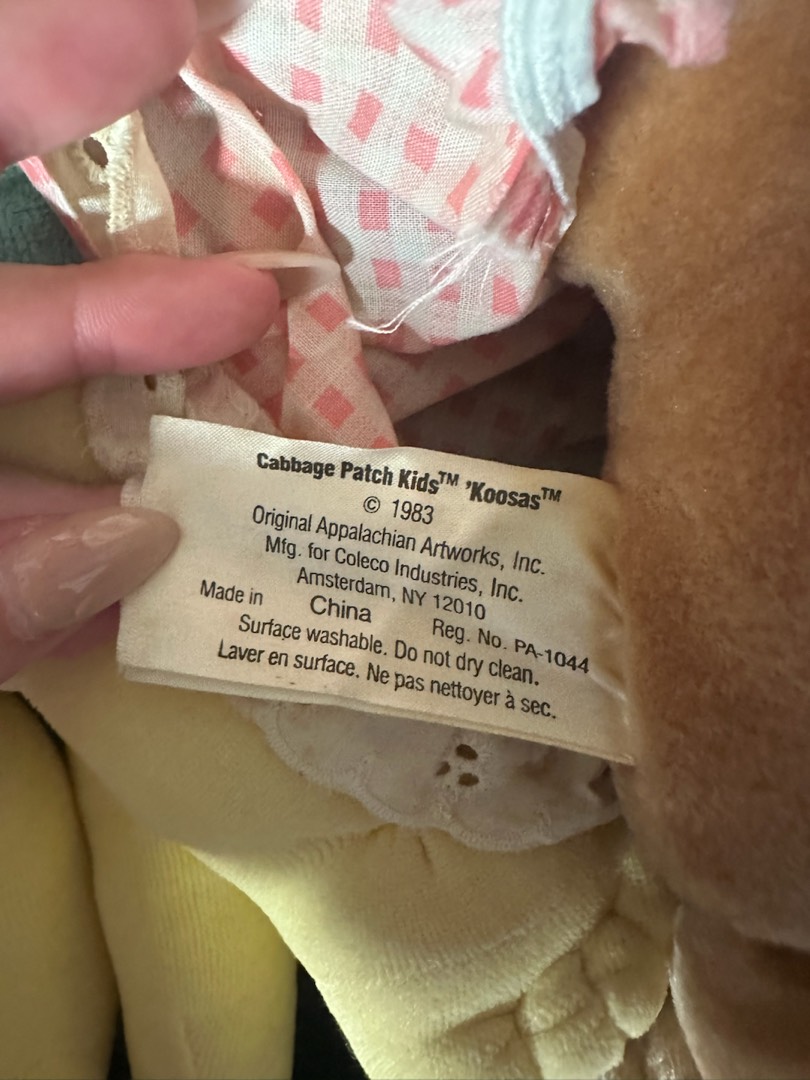 Cabbage Patch Kids™ 'Koosas™
© 1983
Original Appalachian Artworks, Inc.
Mfg. for Coleco Industries, Inc.
Amsterdam, NY 12010
Made in China Reg. No. PA-1044
Surface washable. Do not dry clean.
Laver en surface. Ne pas nettoyer à sec.